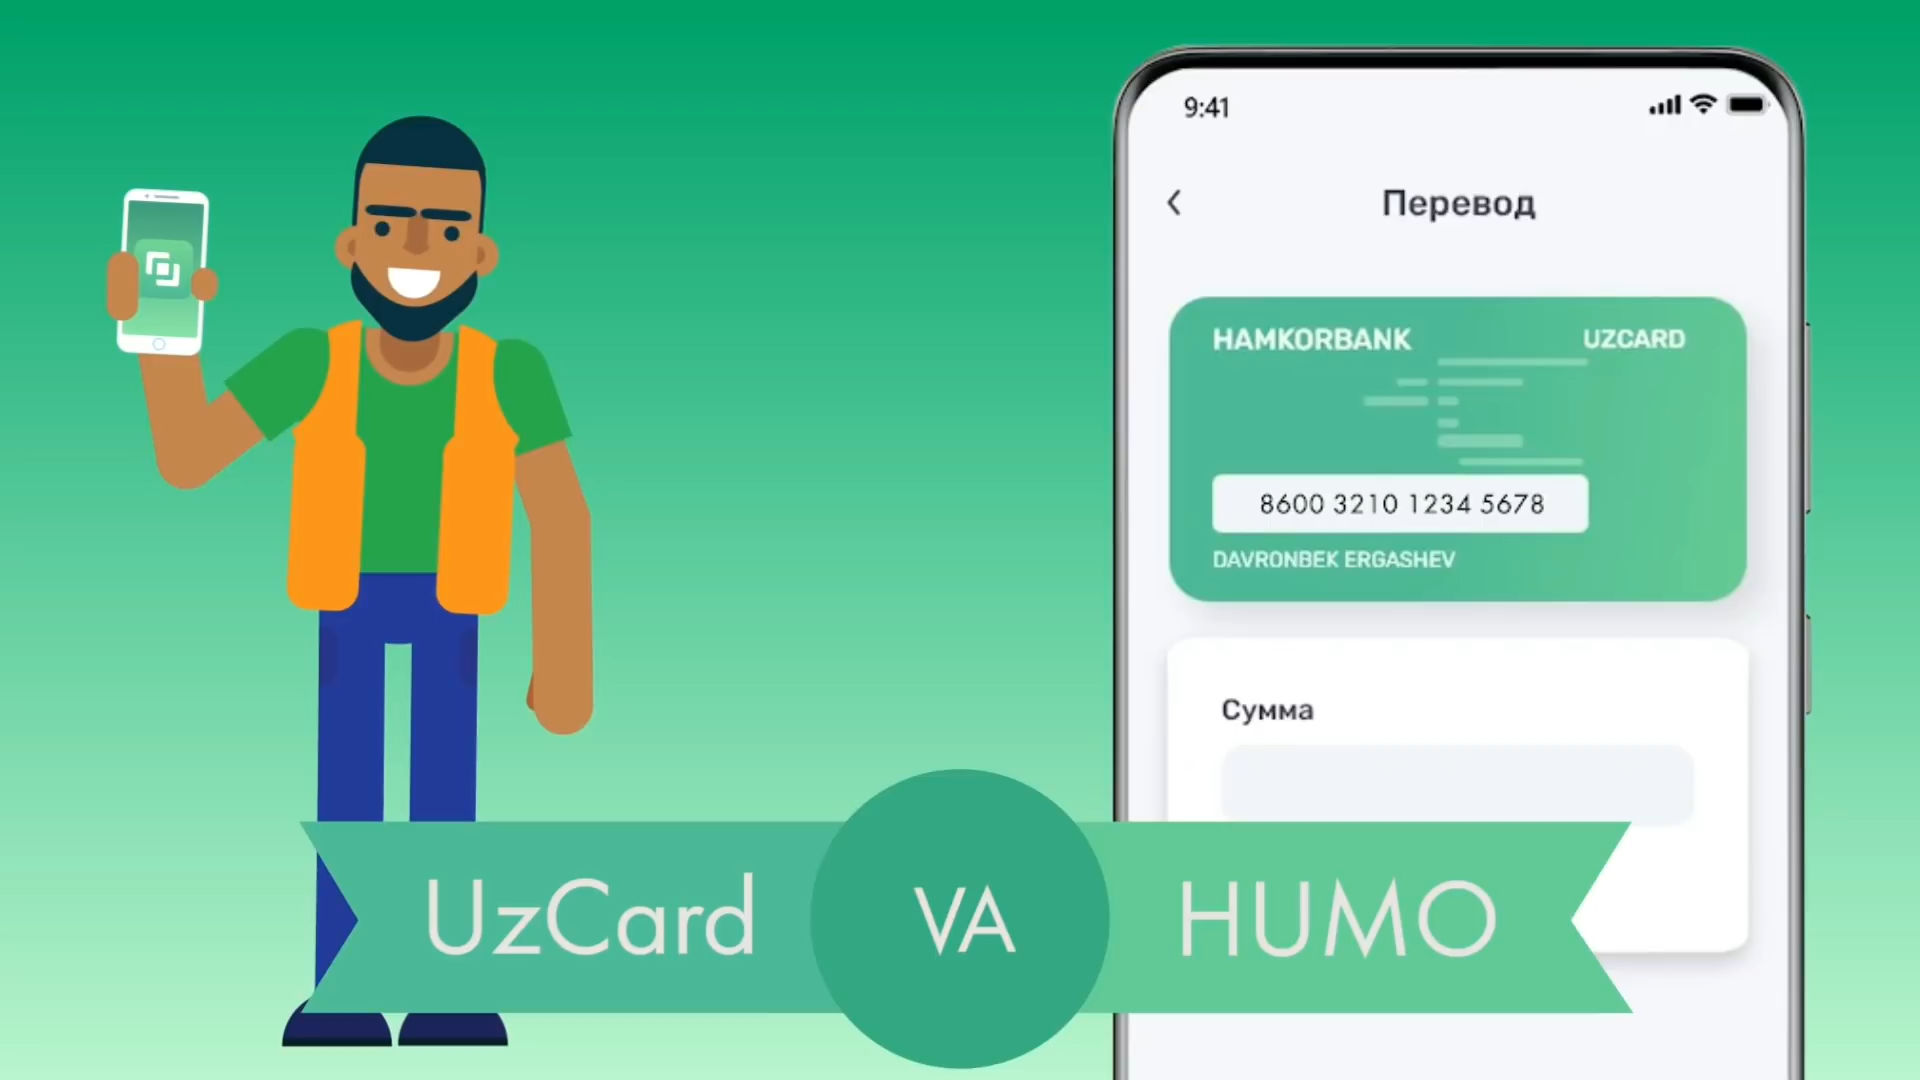 9:41
Перевод
HAMKORBANK
UZCARD
8600 3210 1234 5678
DAVRONBEK ERGASHEV
Сумма
UzCard VA HUMO